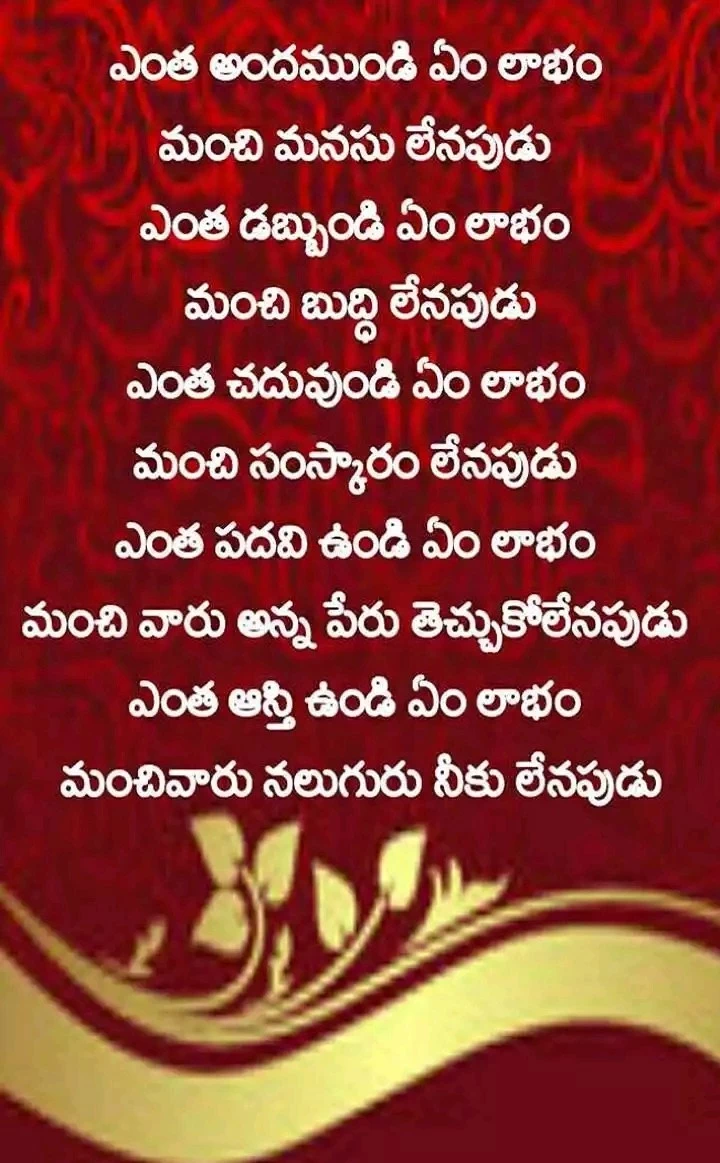 ఎంత అందముండి ఏం లాభం
మంచి మనసు లేనపుడు
ఎంత డబ్బుండి ఏం లాభం
మంచి బుద్ధి లేనపుడు
ఎంత చదువుండి ఏం లాభం
మంచి సంస్కారం లేనపుడు
ఎంత పదవి ఉండి ఏం లాభం
మంచి వారు అన్న పేరు తెచ్చుకోలేనపుడు
ఎంత ఆస్తి ఉండి ఏం లాభం
మంచివారు నలుగురు నీకు లేనపుడు